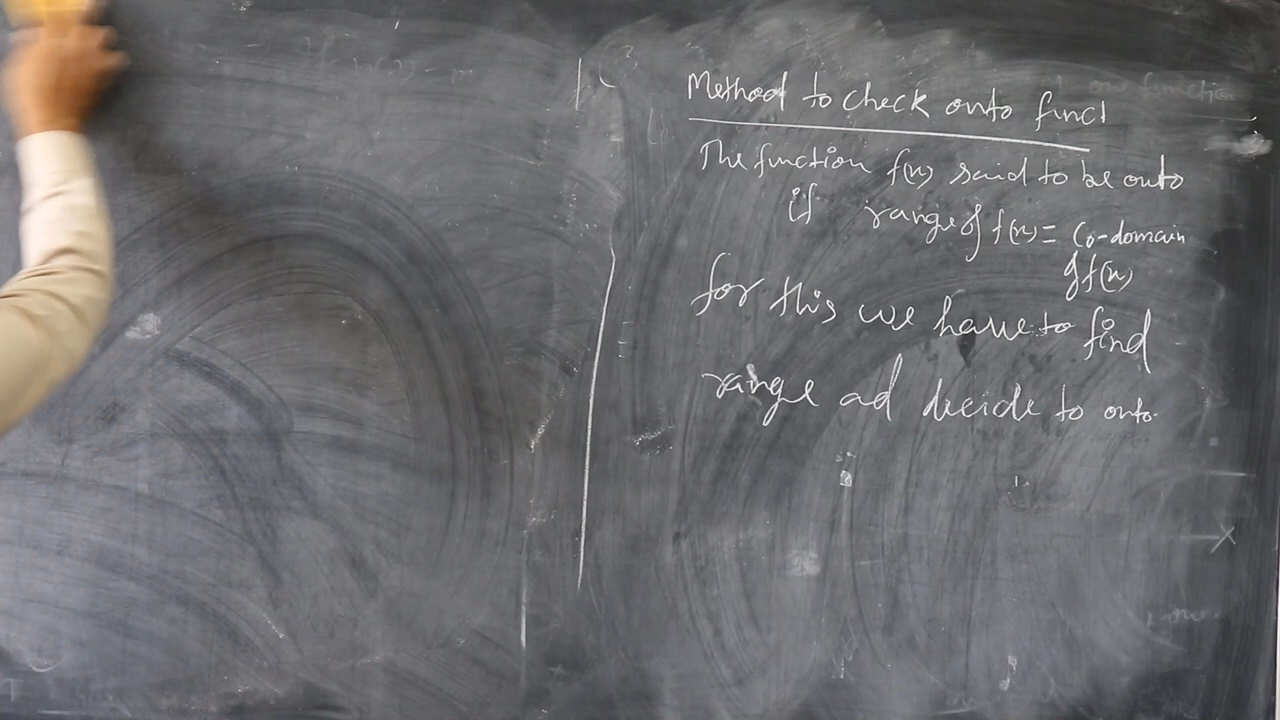 Method to check onto funct
The function f(x) said to be onto
if range of f(x) = Co-domain
of f(x)
for this we have to find
range ad decide to onto.